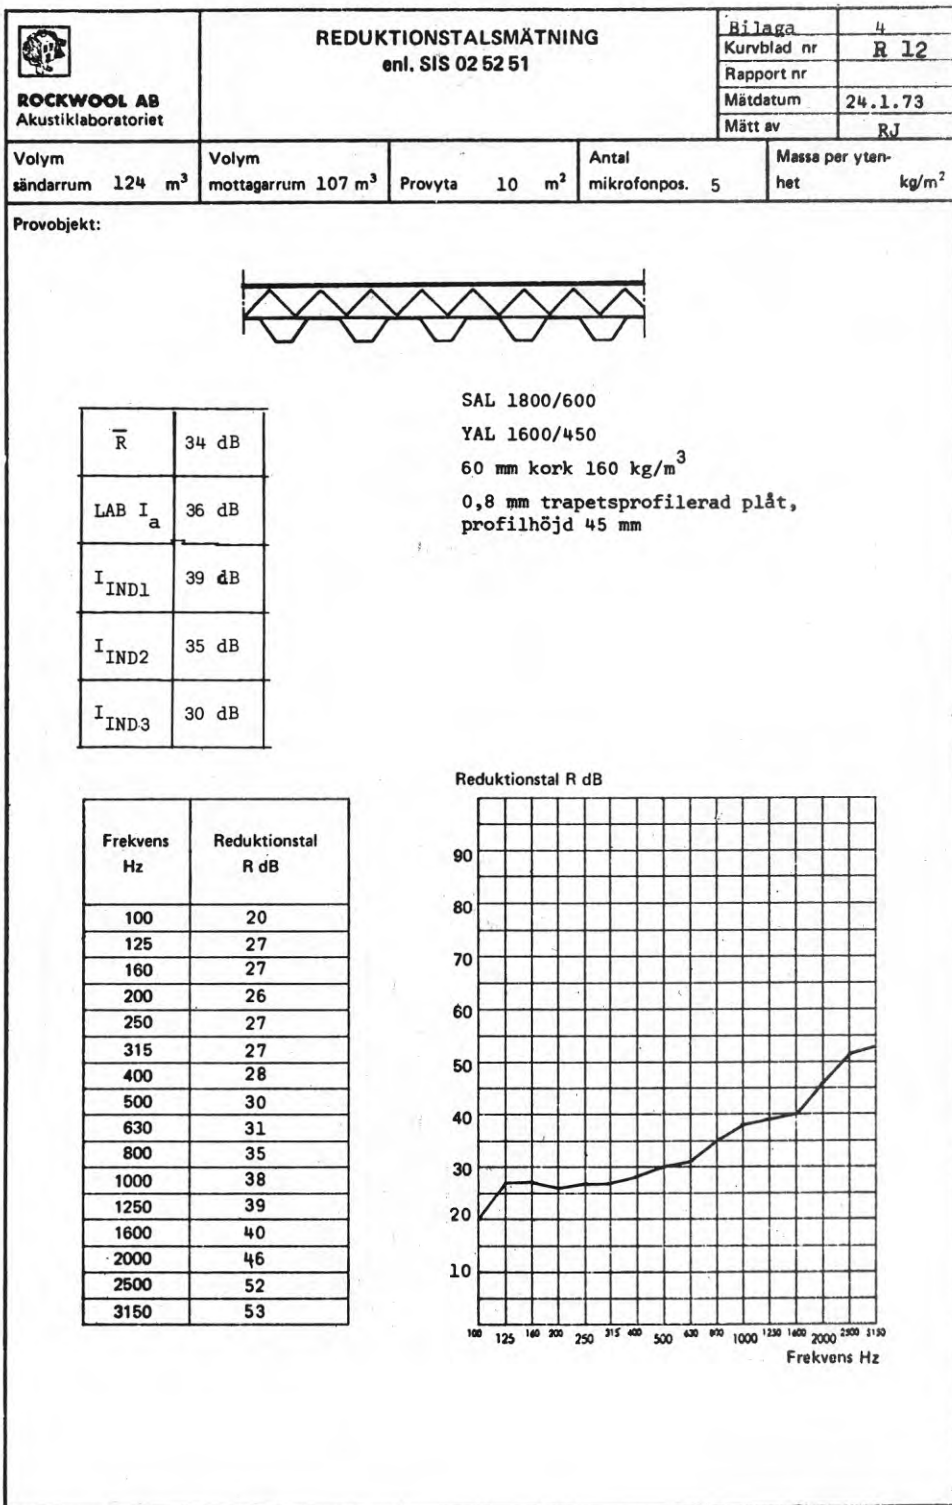 ROCKWOOL AB
Akustiklaboratoriet
REDUKTIONSTALSMÄTNING
enl. SIS 02 52 51
Bilaga 4
Kurvblad nr R 12
Rapport nr
Mätdatum 24.1.73
Mätt av RJ
Volym
sändarrum 124 m³
Volym
mottagarrum 107 m³
Provyta 10 m²
Antal
mikrofonpos. 5
Massa per yten-
het kg/m²
Provobjekt:
SAL 1800/600
YAL 1600/450
60 mm kork 160 kg/m³
0,8 mm trapetsprofilerad plåt,
profilhöjd 45 mm
R̅ 34 dB
LAB Iₐ 36 dB
I IND1 39 dB
I IND2 35 dB
I IND3 30 dB
Frekvens Reduktionstal
Hz R dB
100 20
125 27
160 27
200 26
250 27
315 27
400 28
500 30
630 31
800 35
1000 38
1250 39
1600 40
2000 46
2500 52
3150 53
Reduktionstal R dB
90
80
70
60
50
40
30
20
10
100 125 160 200 250 315 400 500 630 800 1000 1250 1600 2000 2500 3150
Frekvens Hz